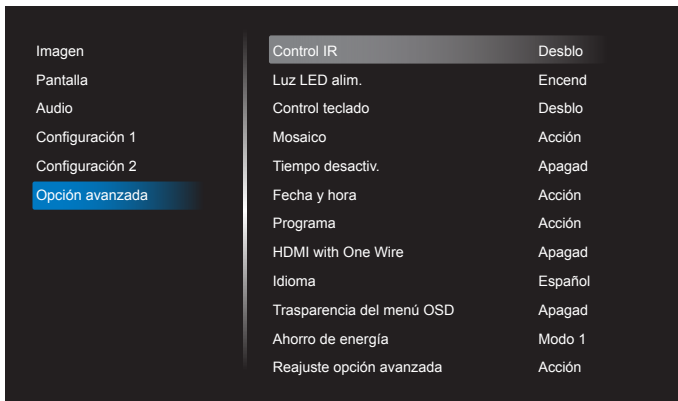 Imagen
Pantalla
Audio
Configuración 1
Configuración 2
Opción avanzada
Control IR Desblo
Luz LED alim. Encend
Control teclado Desblo
Mosaico Acción
Tiempo desactiv. Apagad
Fecha y hora Acción
Programa Acción
HDMI with One Wire Apagad
Idioma Español
Trasparencia del menú OSD Apagad
Ahorro de energía Modo 1
Reajuste opción avanzada Acción